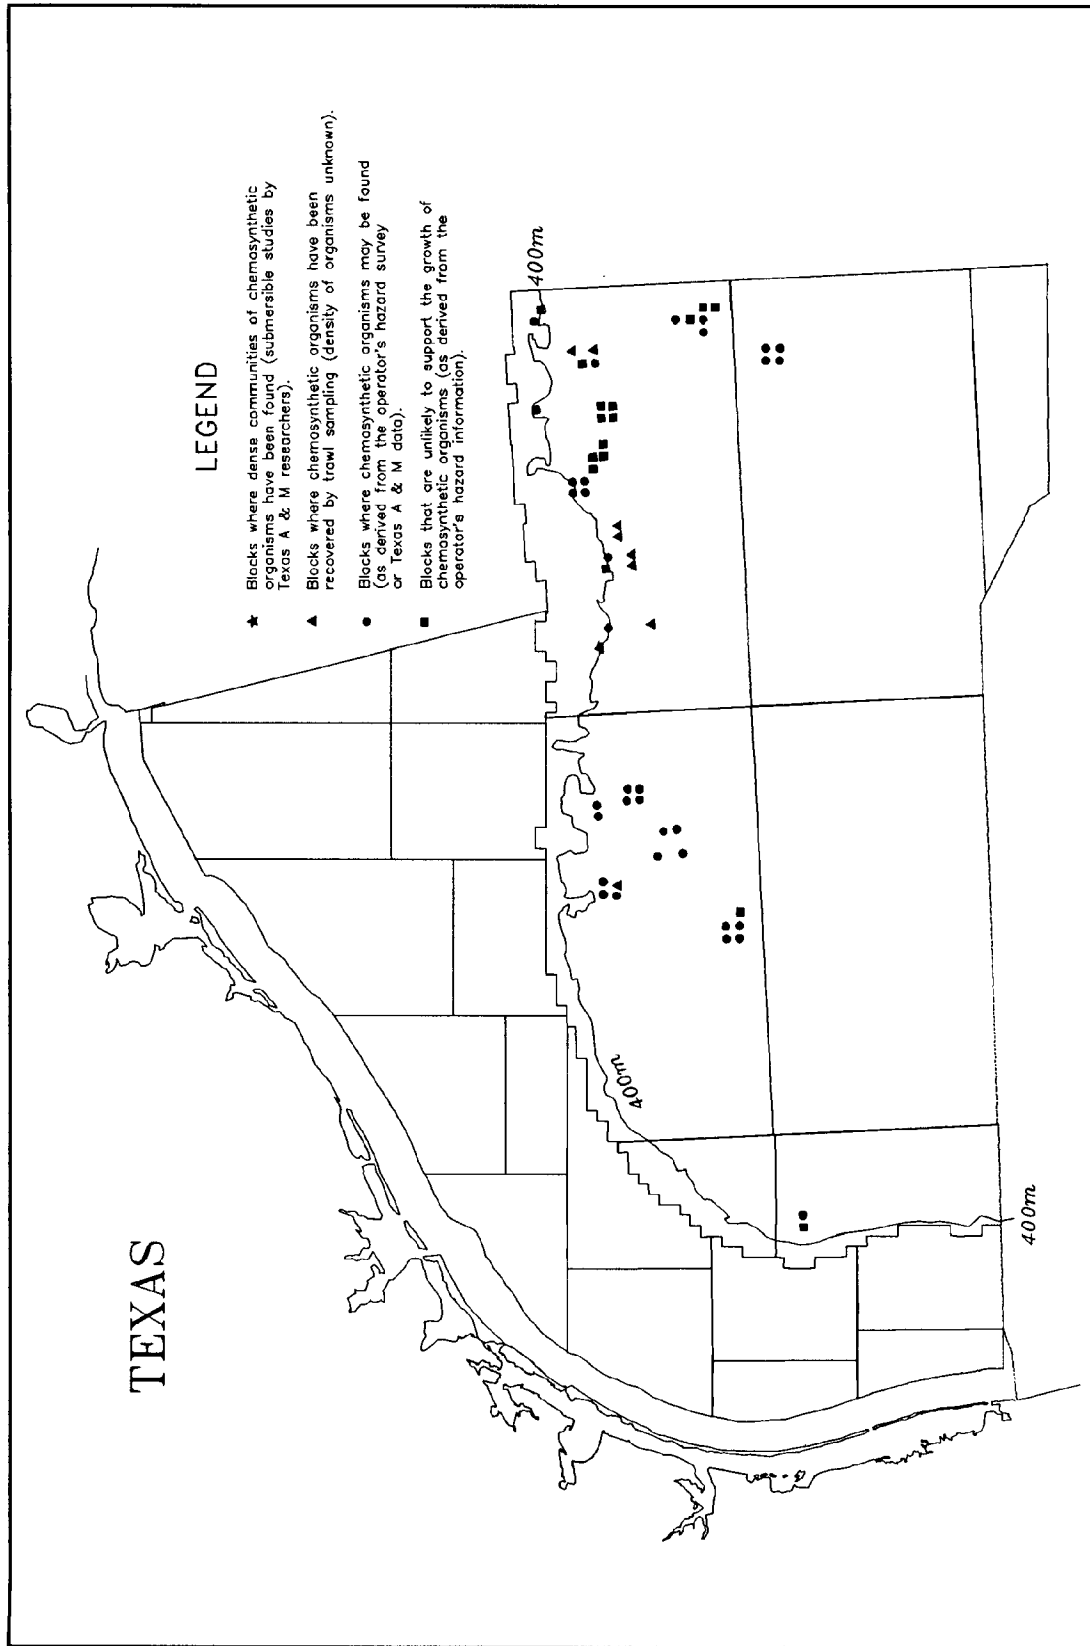 TEXAS
LEGEND
★ Blocks where dense communities of chemosynthetic
organisms have been found (submersible studies by
Texas A & M researchers).
▲ Blocks where chemosynthetic organisms have been
recovered by trawl sampling (density of organisms unknown).
● Blocks where chemosynthetic organisms may be found
(as derived from the operator's hazard survey
or Texas A & M data).
■ Blocks that are unlikely to support the growth of
chemosynthetic organisms (as derived from the
operator's hazard information).
400m
400m
400m